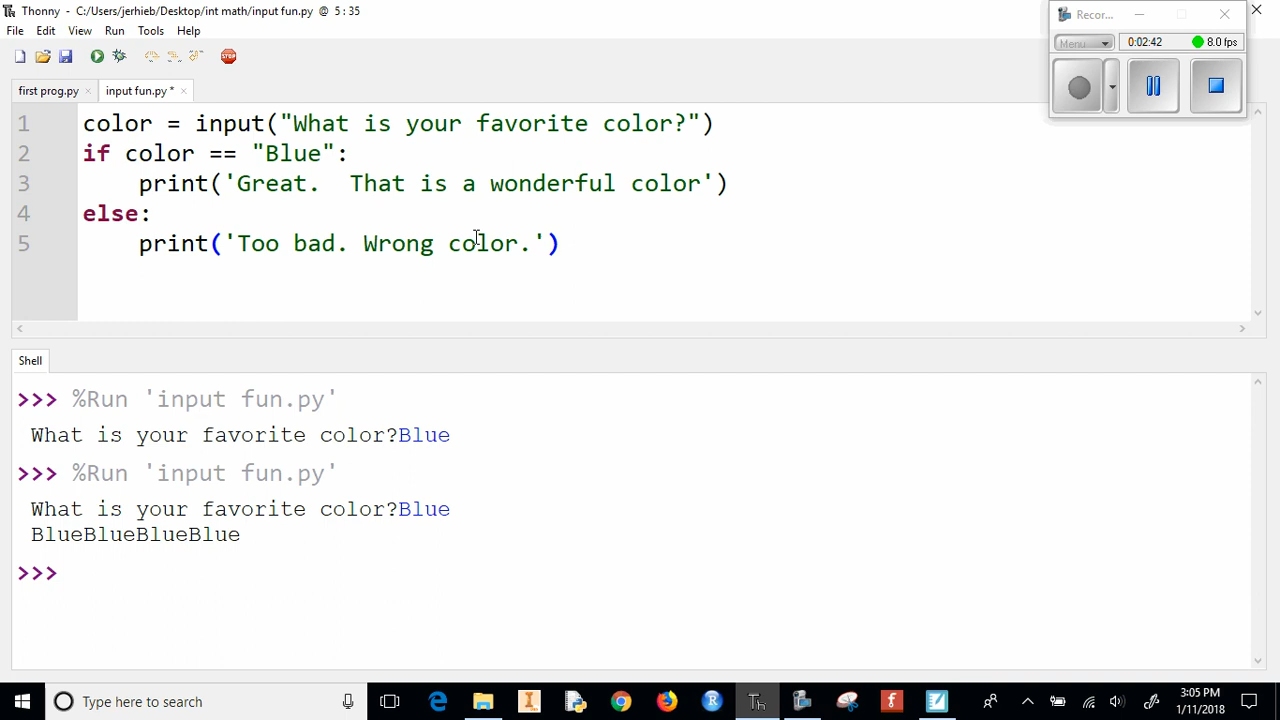 Thonny - C:/Users/jerhieb/Desktop/int math/input fun.py @ 5 : 35
Recor...
File Edit View Run Tools Help
Menu
0:02:42
8.0 fps
STOP
first prog.py
input fun.py *
1 color = input("What is your favorite color?")
2 if color == "Blue":
3 print('Great.  That is a wonderful color')
4 else:
5 print('Too bad. Wrong color.')
Shell
>>> %Run 'input fun.py'
What is your favorite color?Blue
>>> %Run 'input fun.py'
What is your favorite color?Blue
BlueBlueBlueBlue
>>>
Type here to search
R
Th
3:05 PM
1/11/2018